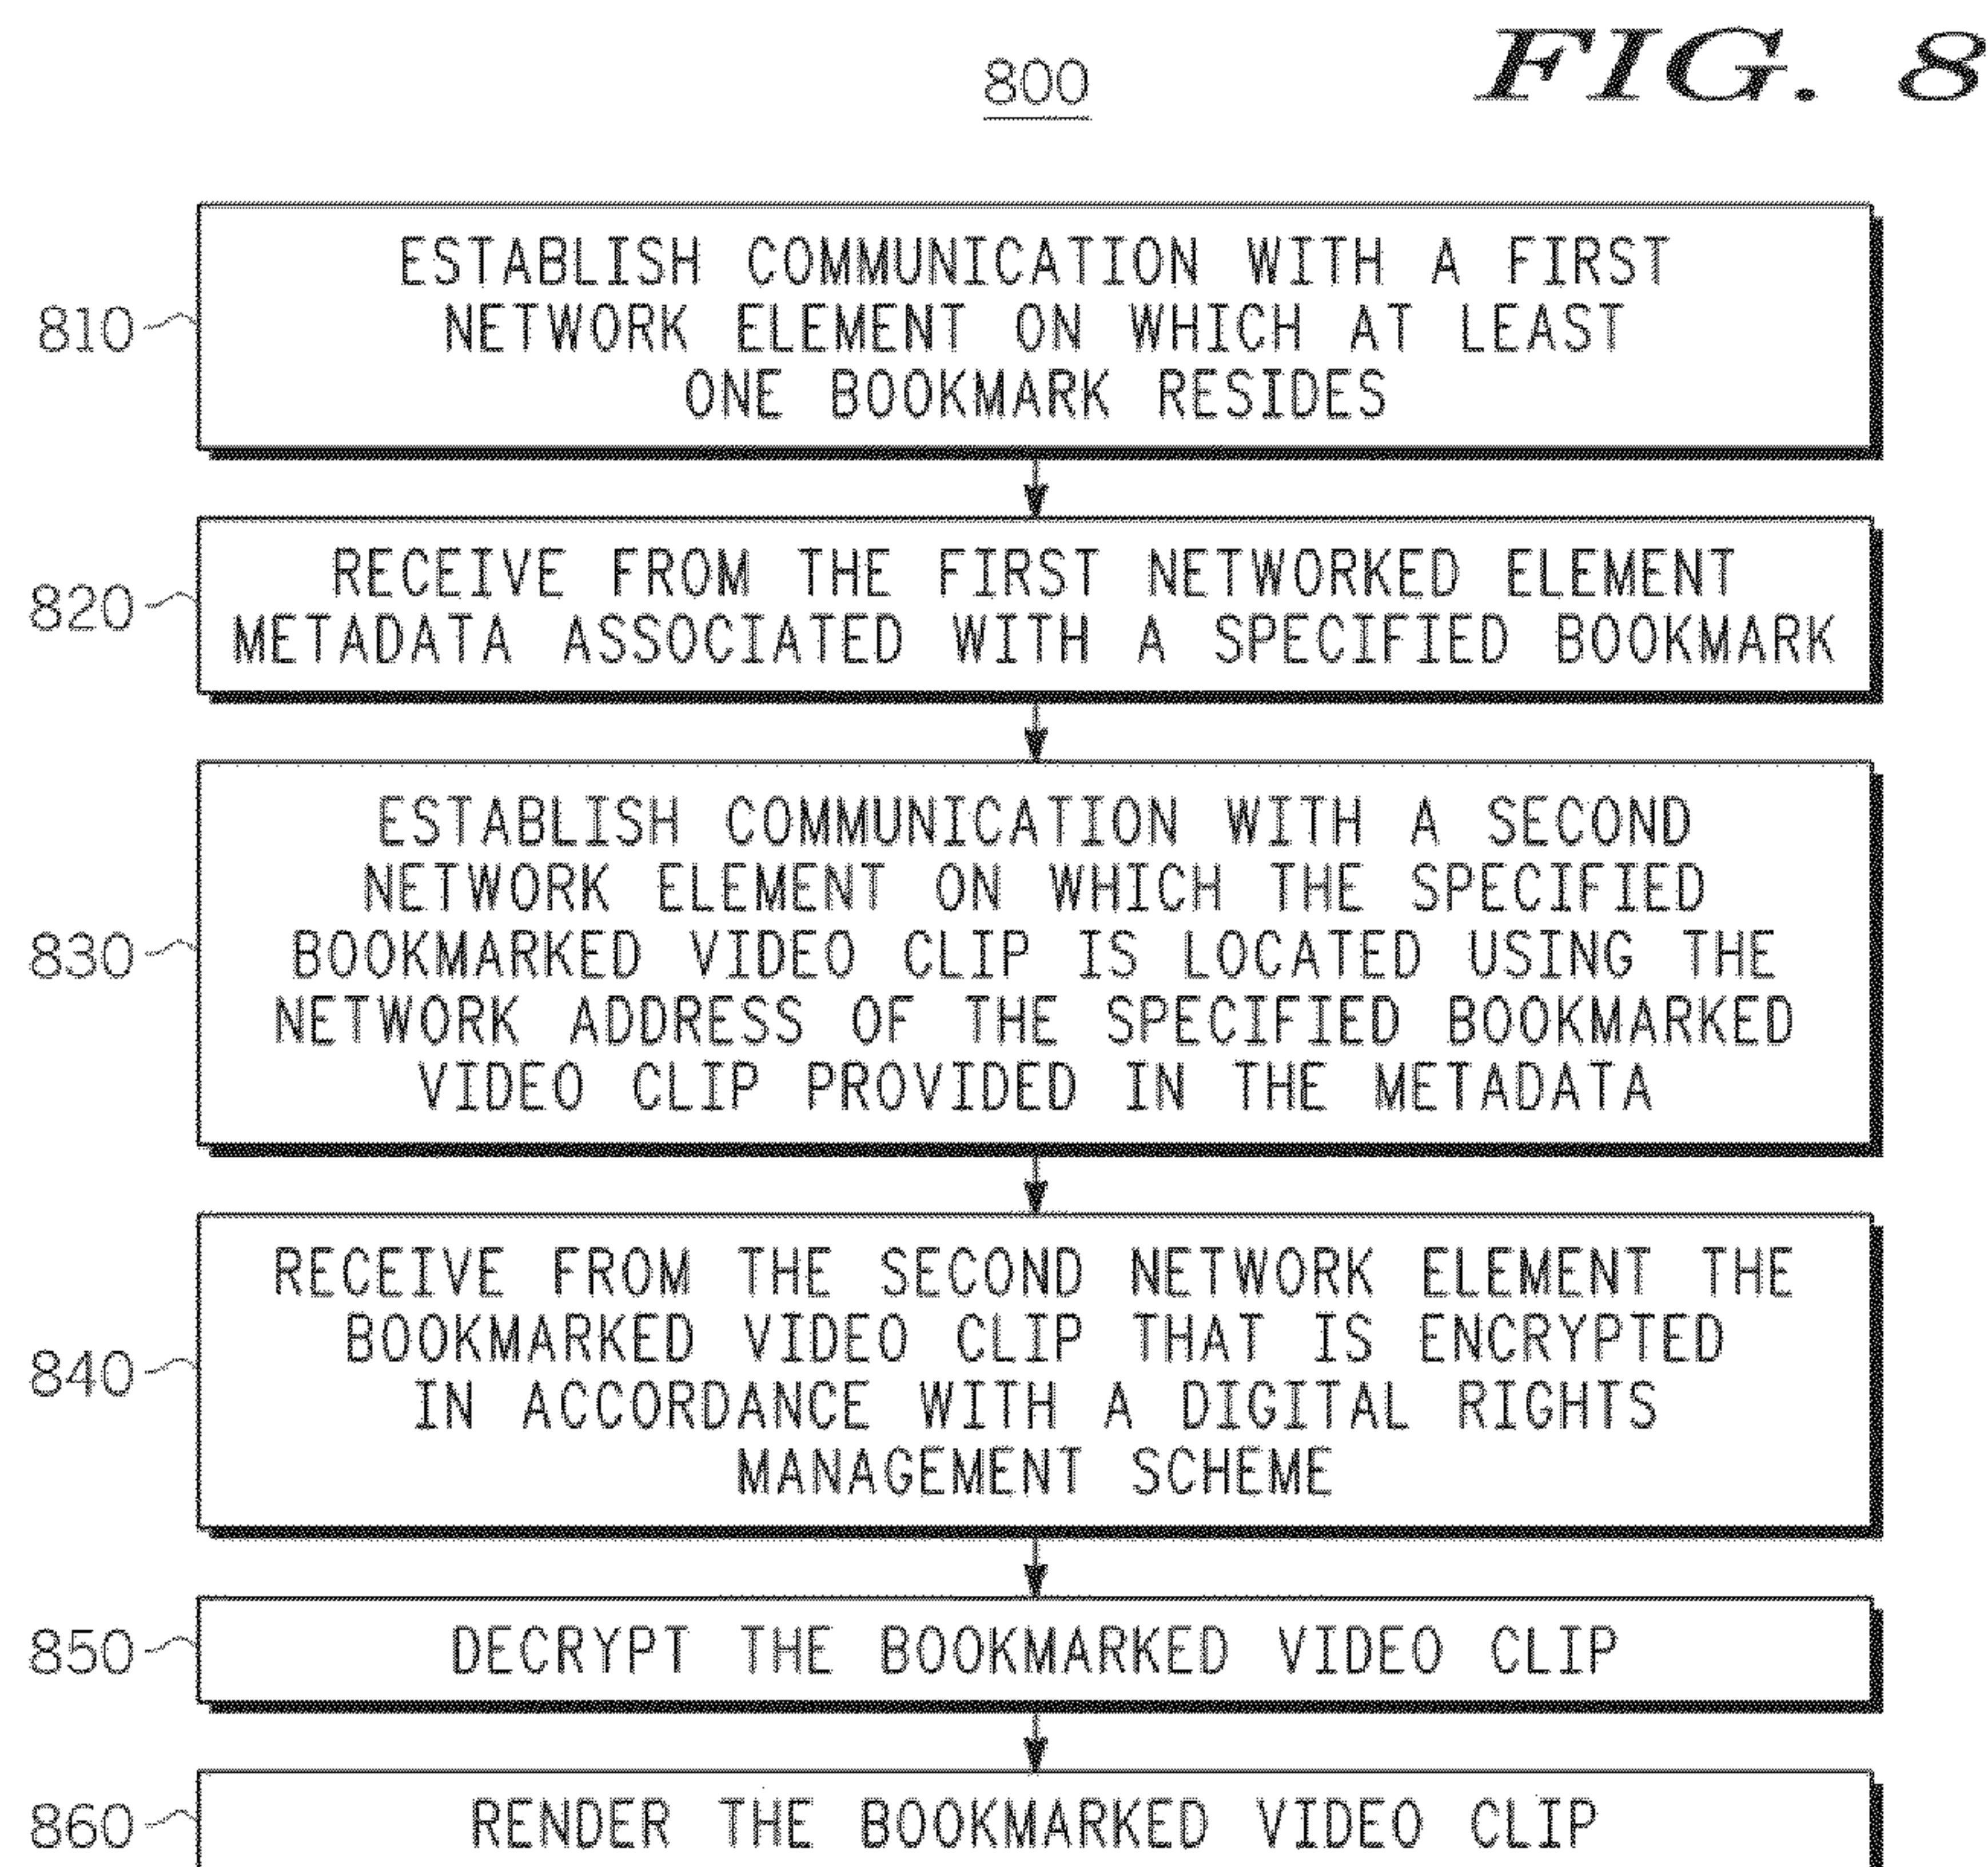 FIG. 8
800
810
ESTABLISH COMMUNICATION WITH A FIRST
NETWORK ELEMENT ON WHICH AT LEAST
ONE BOOKMARK RESIDES
820
RECEIVE FROM THE FIRST NETWORKED ELEMENT
METADATA ASSOCIATED WITH A SPECIFIED BOOKMARK
830
ESTABLISH COMMUNICATION WITH A SECOND
NETWORK ELEMENT ON WHICH THE SPECIFIED
BOOKMARKED VIDEO CLIP IS LOCATED USING THE
NETWORK ADDRESS OF THE SPECIFIED BOOKMARKED
VIDEO CLIP PROVIDED IN THE METADATA
840
RECEIVE FROM THE SECOND NETWORK ELEMENT THE
BOOKMARKED VIDEO CLIP THAT IS ENCRYPTED
IN ACCORDANCE WITH A DIGITAL RIGHTS
MANAGEMENT SCHEME
850
DECRYPT THE BOOKMARKED VIDEO CLIP
860
RENDER THE BOOKMARKED VIDEO CLIP